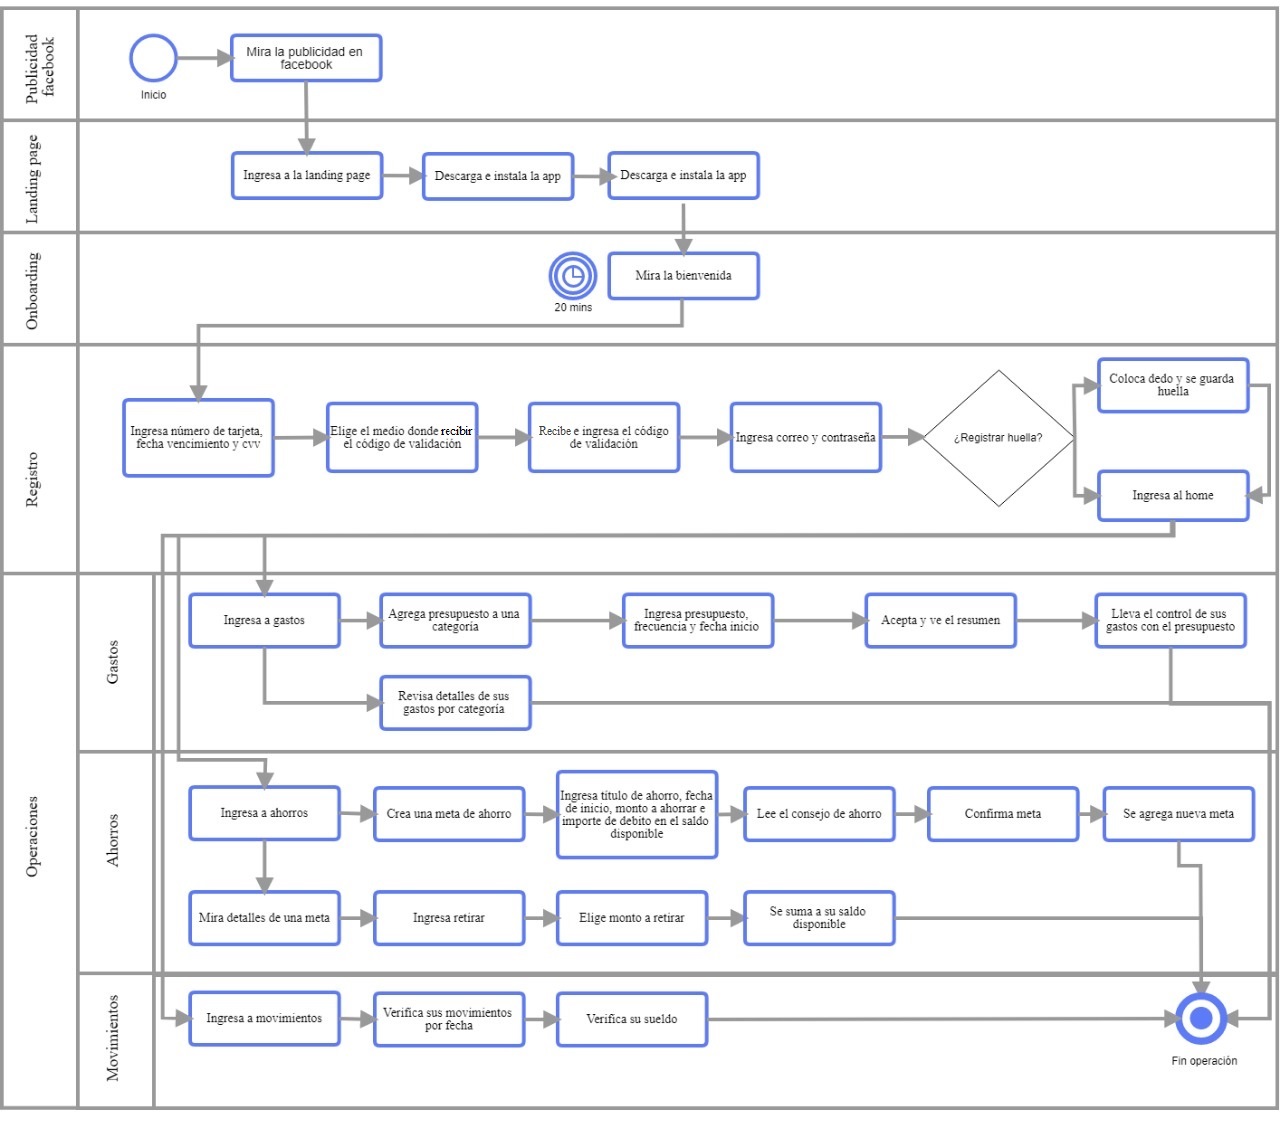 Publicidad
facebook
Inicio
Mira la publicidad en
facebook
Landing page
Ingresa a la landing page
Descarga e instala la app
Descarga e instala la app
Onboarding
20 mins
Mira la bienvenida
Registro
Ingresa número de tarjeta,
fecha vencimiento y cvv
Elige el medio donde recibir
el código de validación
Recibe e ingresa el código
de validación
Ingresa correo y contraseña
¿Registrar huella?
Coloca dedo y se guarda
huella
Ingresa al home
Operaciones
Gastos
Ingresa a gastos
Agrega presupuesto a una
categoría
Ingresa presupuesto,
frecuencia y fecha inicio
Acepta y ve el resumen
Lleva el control de sus
gastos con el presupuesto
Revisa detalles de sus
gastos por categoría
Ahorros
Ingresa a ahorros
Crea una meta de ahorro
Ingresa título de ahorro, fecha
de inicio, monto a ahorrar e
importe de debito en el saldo
disponible
Lee el consejo de ahorro
Confirma meta
Se agrega nueva meta
Mira detalles de una meta
Ingresa retirar
Elige monto a retirar
Se suma a su saldo
disponible
Movimientos
Ingresa a movimientos
Verifica sus movimientos
por fecha
Verifica su sueldo
Fin operación